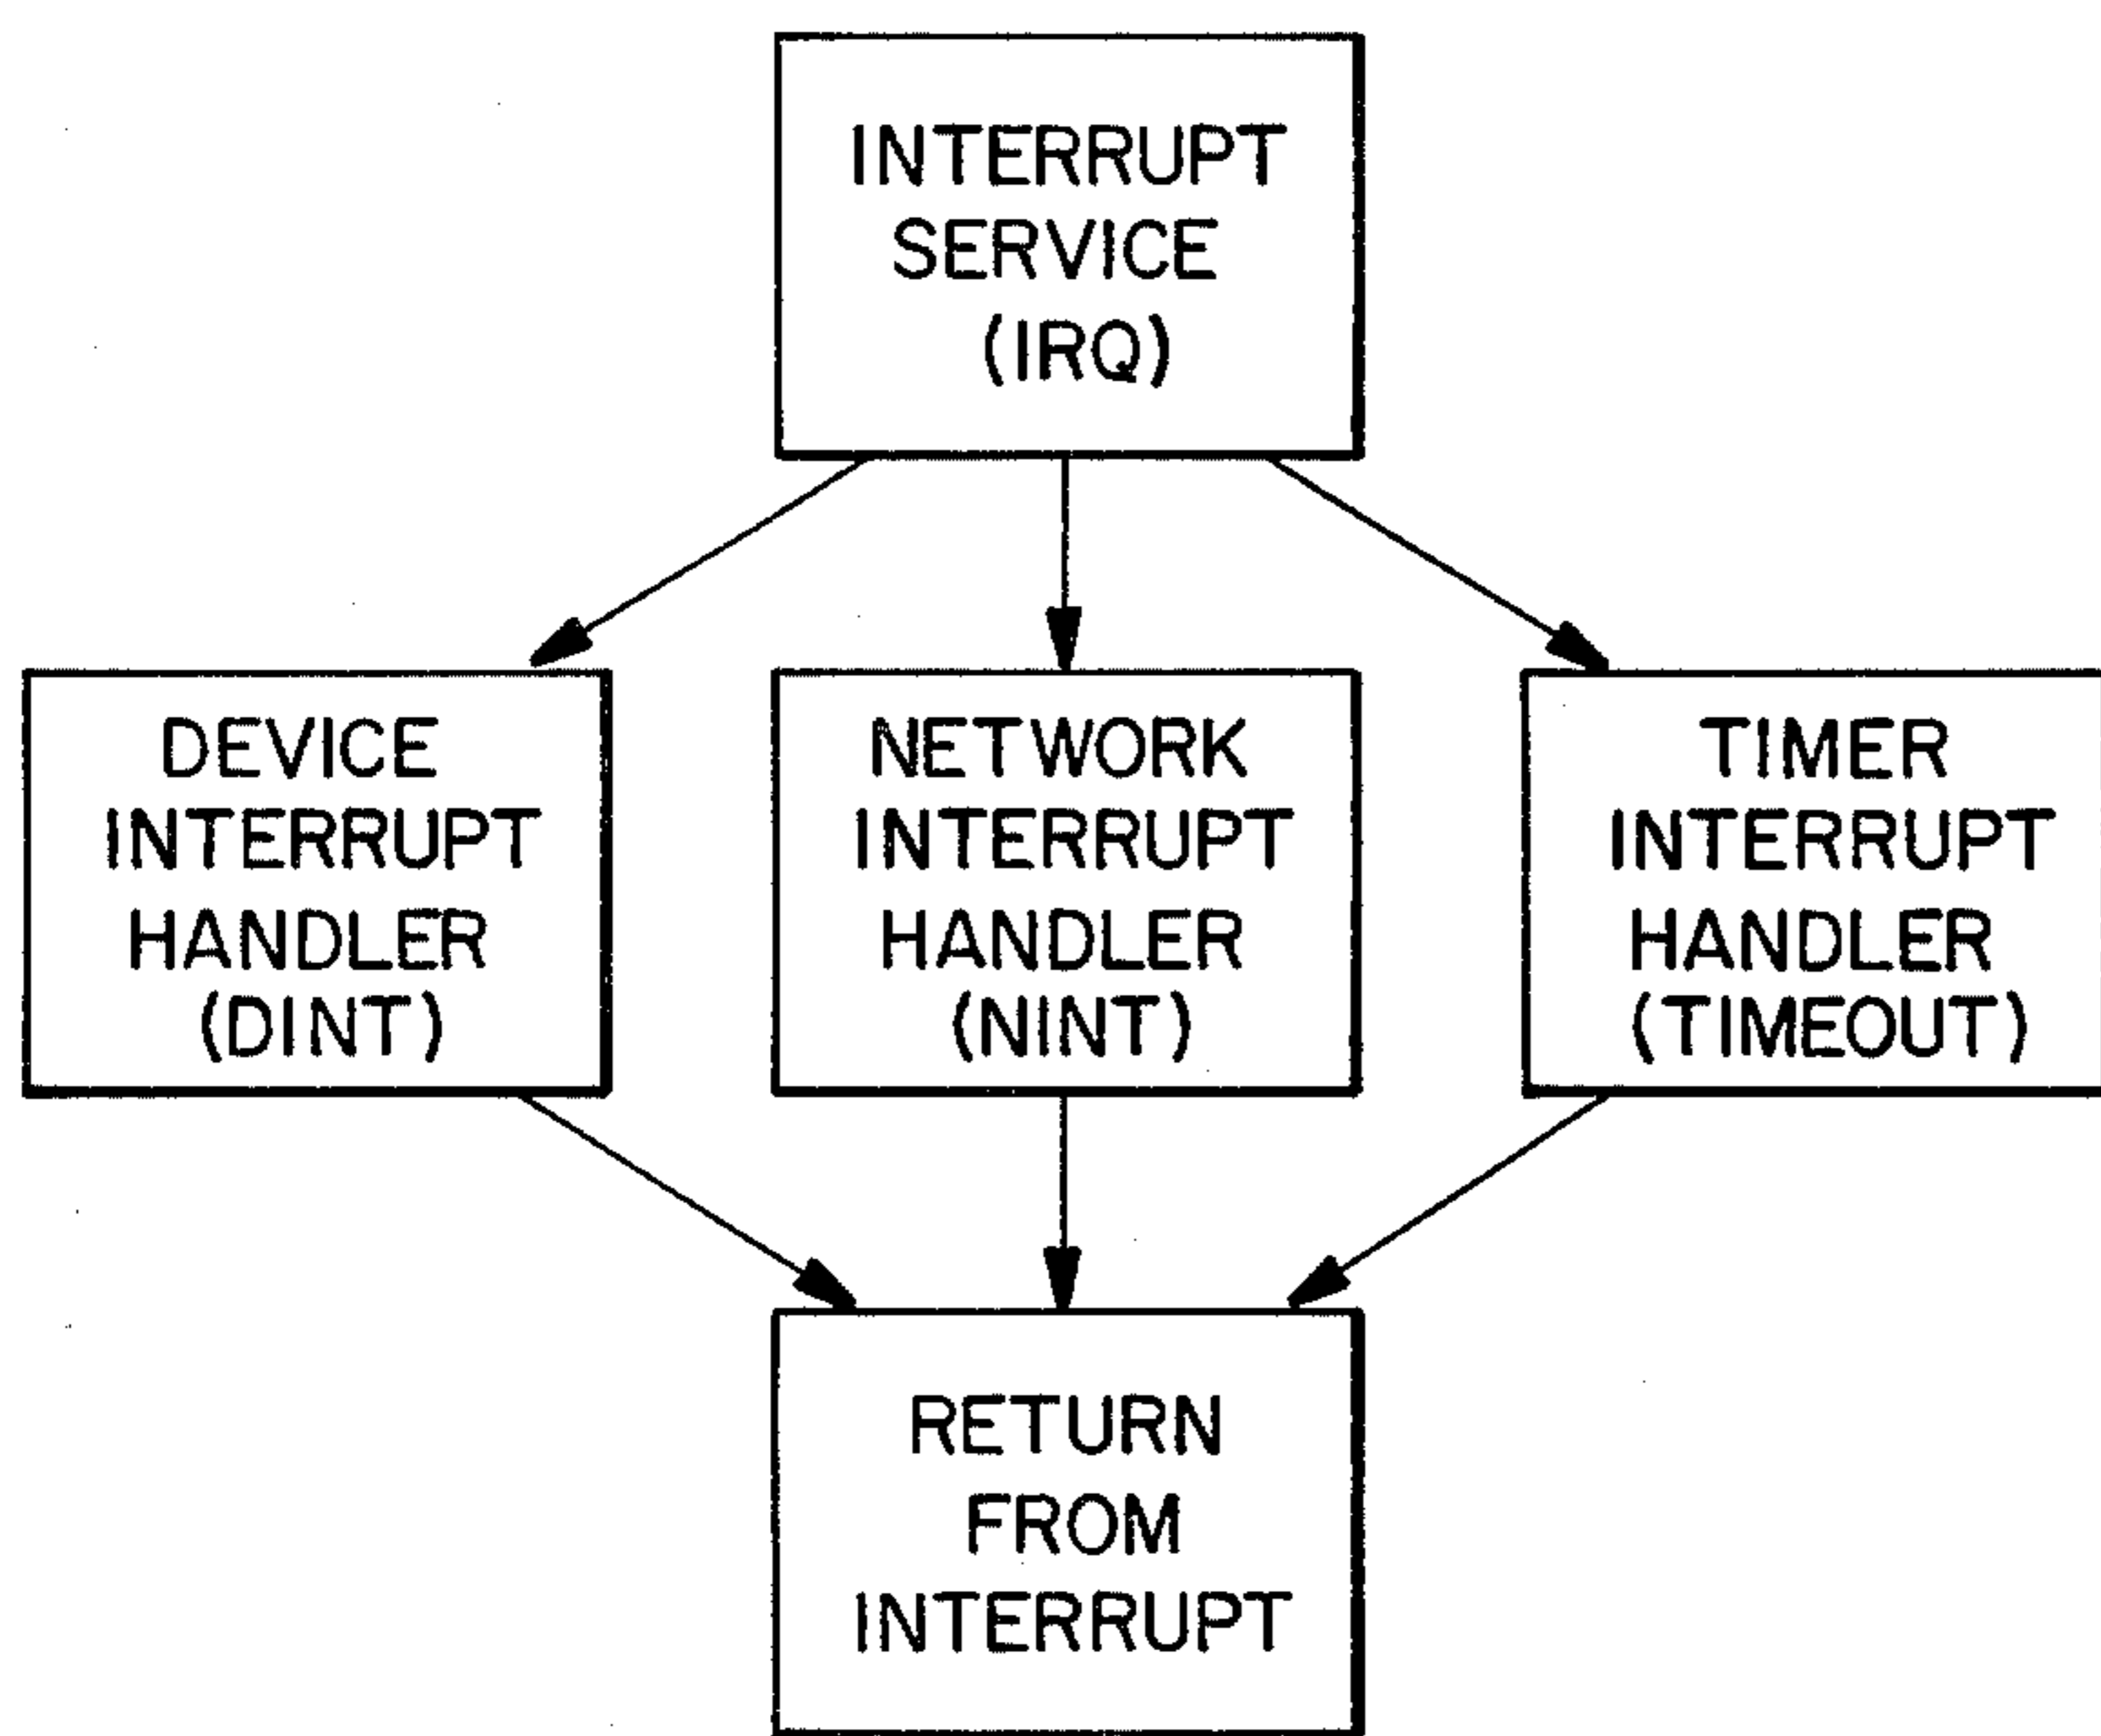 INTERRUPT
SERVICE
(IRQ)
DEVICE
INTERRUPT
HANDLER
(DINT)
NETWORK
INTERRUPT
HANDLER
(NINT)
TIMER
INTERRUPT
HANDLER
(TIMEOUT)
RETURN
FROM
INTERRUPT